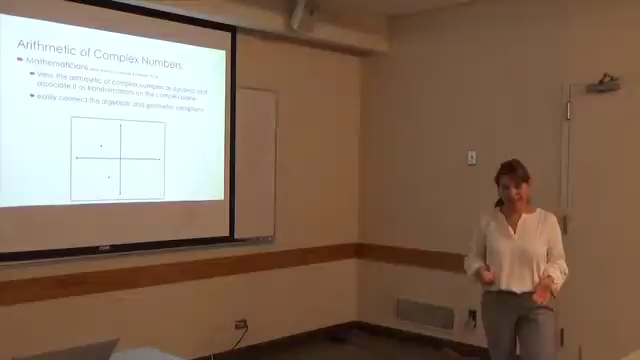 Arithmetic of Complex Numbers
Mathematicians
view the arithmetic of complex numbers as dynamic and
associate it as transformations on the complex plane
easily connect the algebraic and geometric